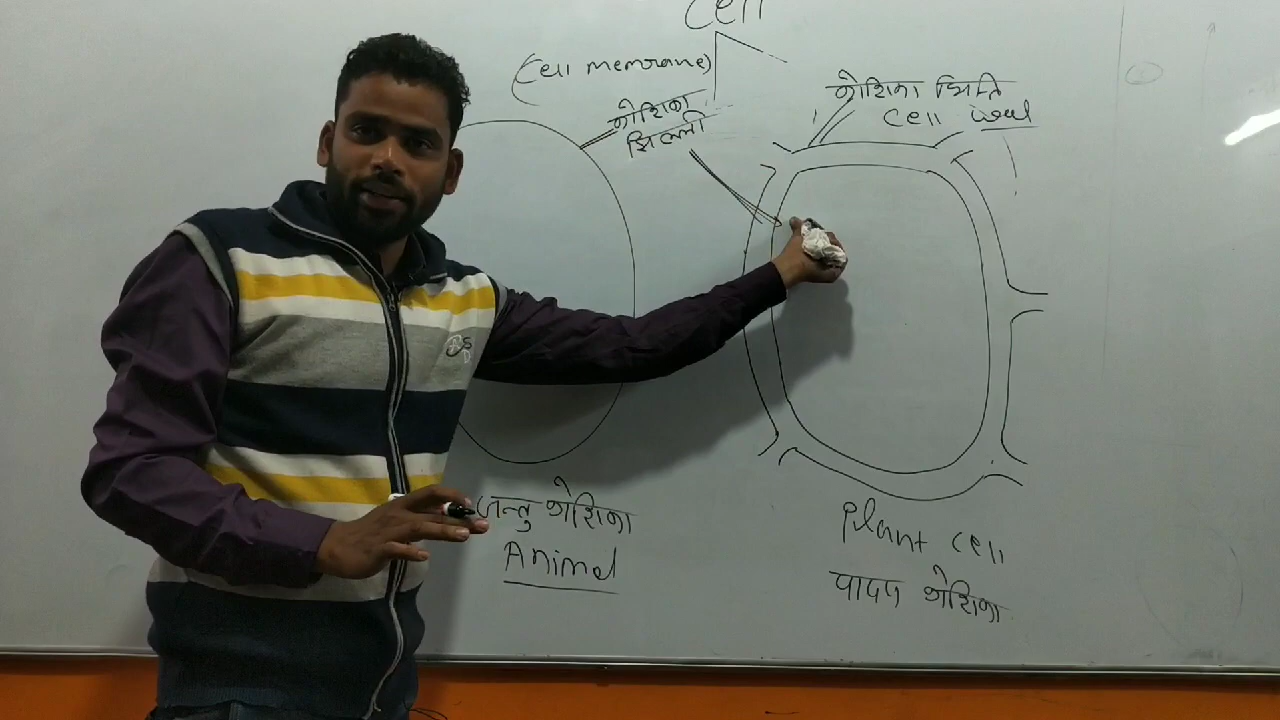 Cell
(Cell memrane)
कोशिका
झिल्ली
कोशिका भित्ति
Cell wall
जन्तु कोशिका
Animal
Plant cell
पादप कोशिका